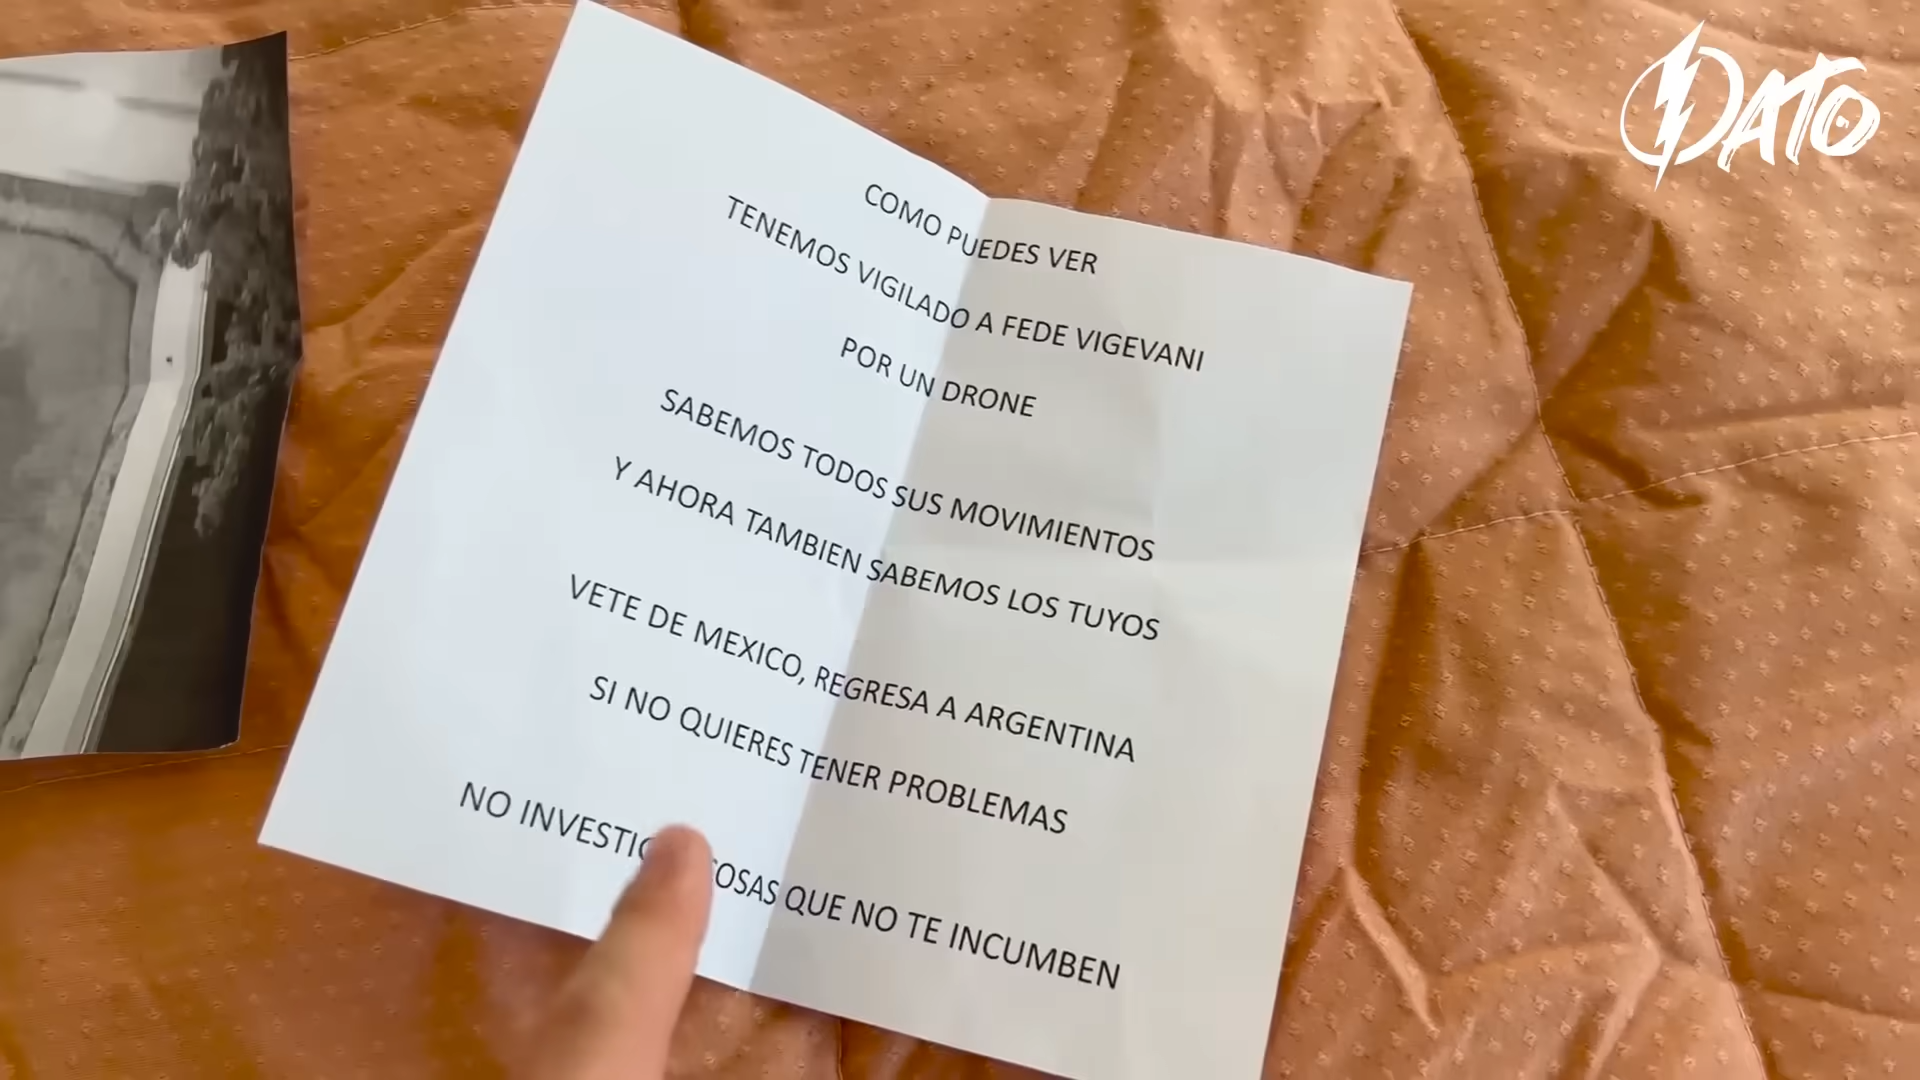 DATO
COMO PUEDES VER
TENEMOS VIGILADO A FEDE VIGEVANI
POR UN DRONE
SABEMOS TODOS SUS MOVIMIENTOS
Y AHORA TAMBIEN SABEMOS LOS TUYOS
VETE DE MEXICO, REGRESA A ARGENTINA
SI NO QUIERES TENER PROBLEMAS
NO QUE NO TE INCUMBEN